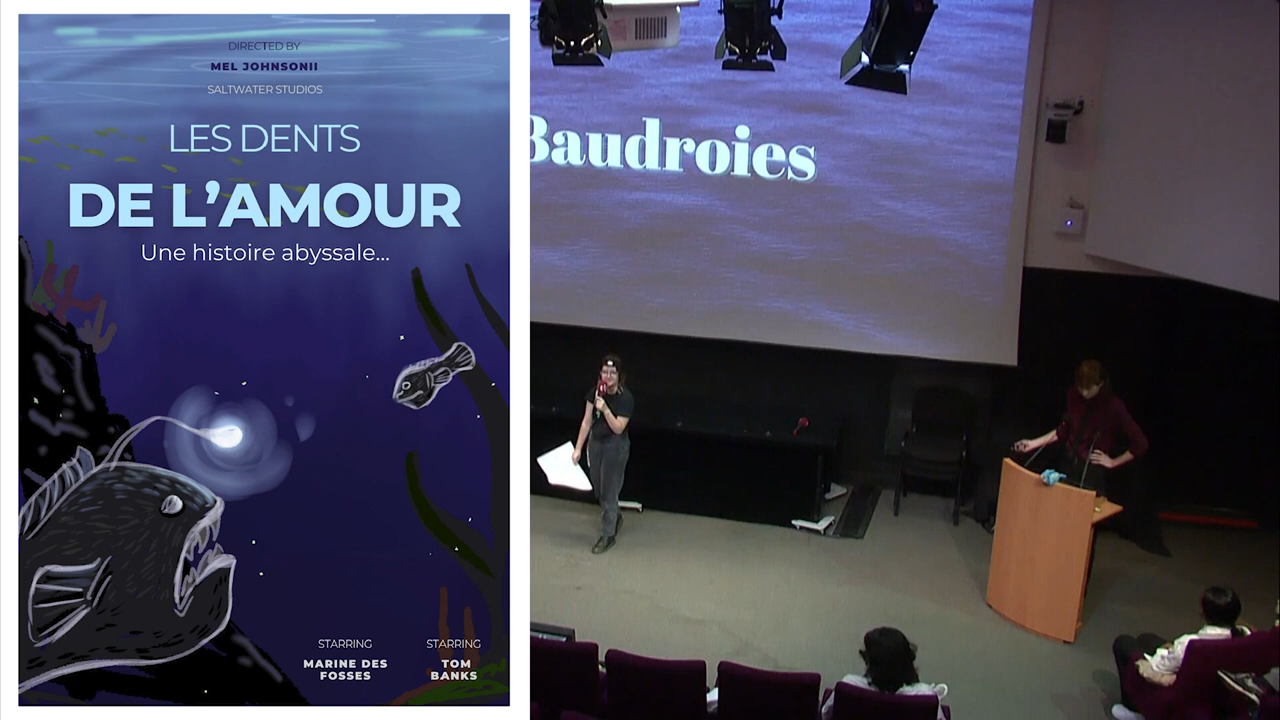 DIRECTED BY
MEL JOHNSONII
SALTWATER STUDIOS
LES DENTS
DE L'AMOUR
Une histoire abyssale...
STARRING
MARINE DES
FOSSES
STARRING
TOM
BANKS
Baudroies